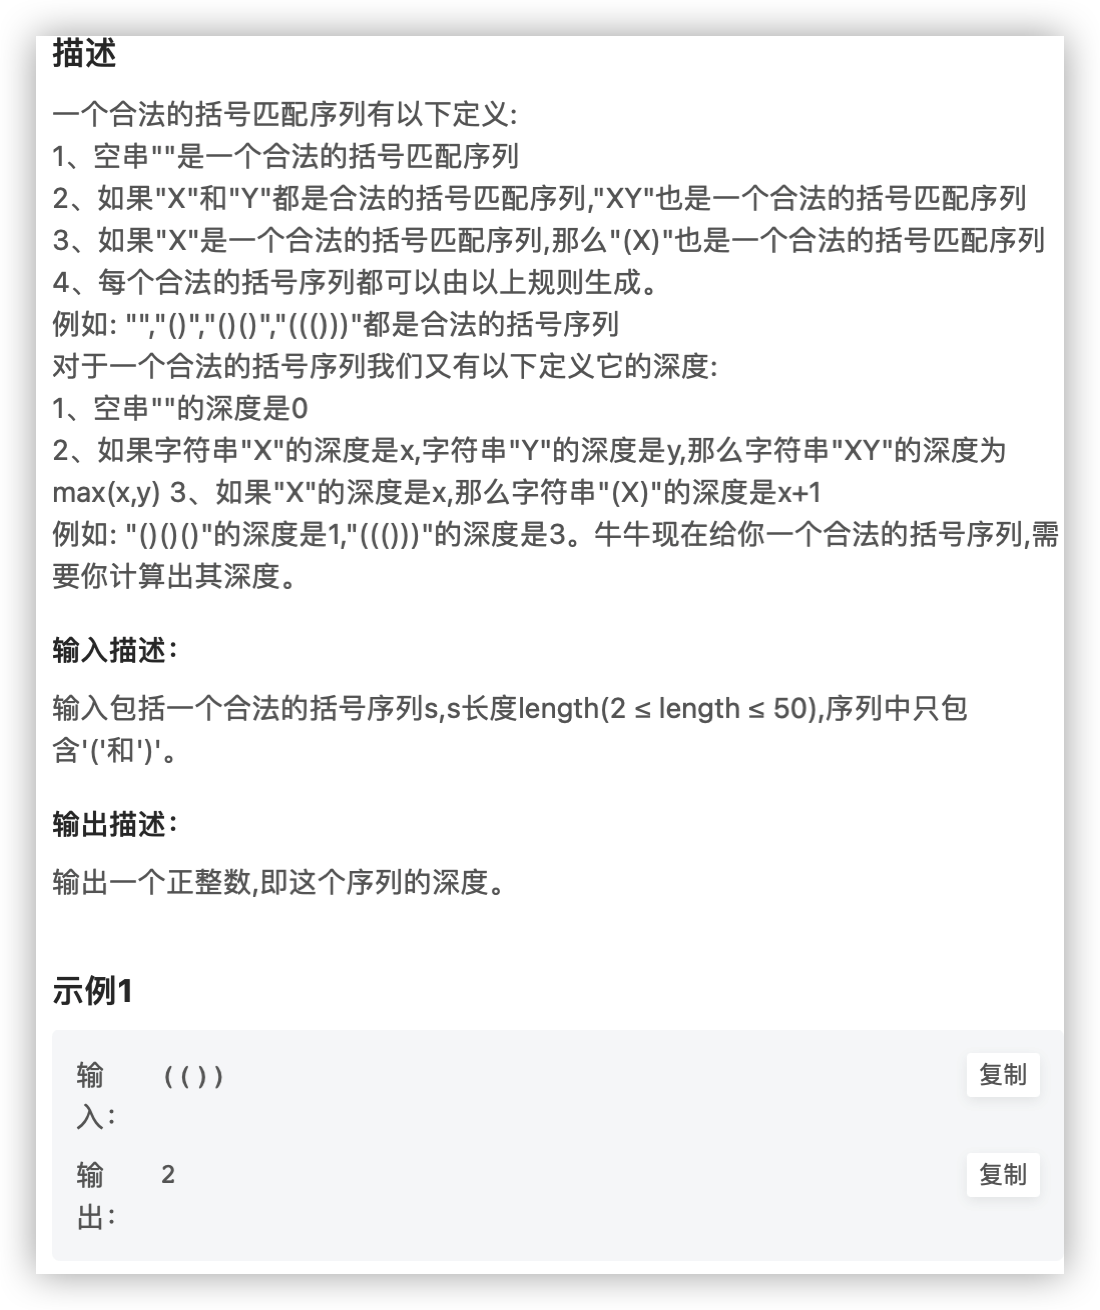 描述
一个合法的括号匹配序列有以下定义:
1、空串""是一个合法的括号匹配序列
2、如果"X"和"Y"都是合法的括号匹配序列,"XY"也是一个合法的括号匹配序列
3、如果"X"是一个合法的括号匹配序列,那么"(X)"也是一个合法的括号匹配序列
4、每个合法的括号序列都可以由以上规则生成。
例如: "","()","()()","((()))"都是合法的括号序列
对于一个合法的括号序列我们又有以下定义它的深度:
1、空串""的深度是0
2、如果字符串"X"的深度是x,字符串"Y"的深度是y,那么字符串"XY"的深度为
max(x,y) 3、如果"X"的深度是x,那么字符串"(X)"的深度是x+1
例如: "()()()"的深度是1,"((()))"的深度是3。牛牛现在给你一个合法的括号序列,需
要你计算出其深度。
输入描述：
输入包括一个合法的括号序列s,s长度length(2 ≤ length ≤ 50),序列中只包
含'('和')'。
输出描述：
输出一个正整数,即这个序列的深度。
示例1
输 (()) 复制
入：
输 2 复制
出：